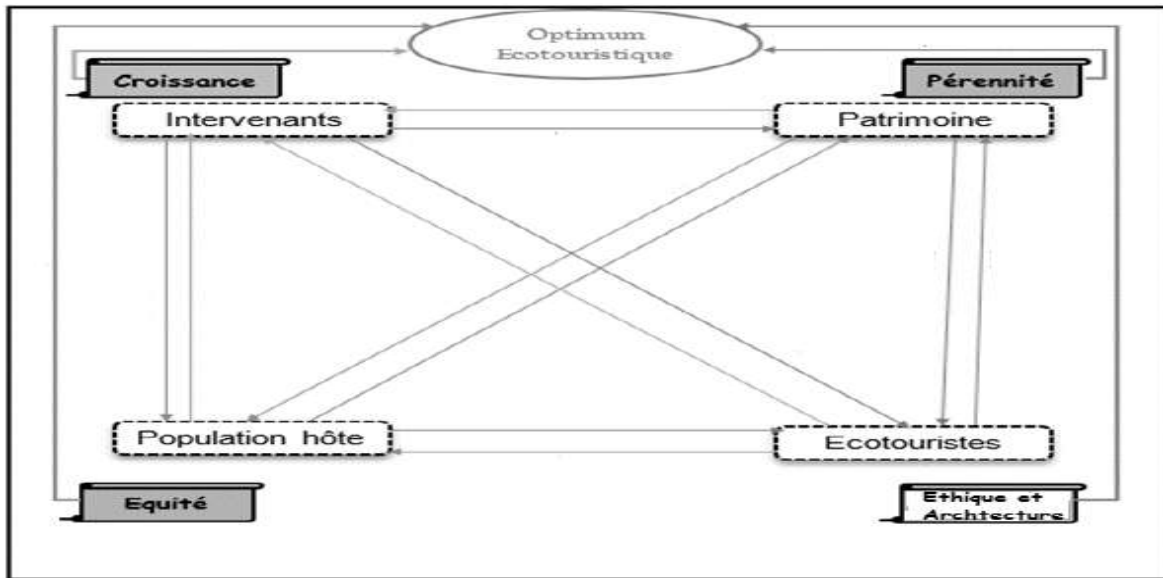 Optimum
Ecotouristique
Croissance
Pérennité
Intervenants
Patrimoine
Population hôte
Ecotouristes
Equité
Ethique et
Archtecture